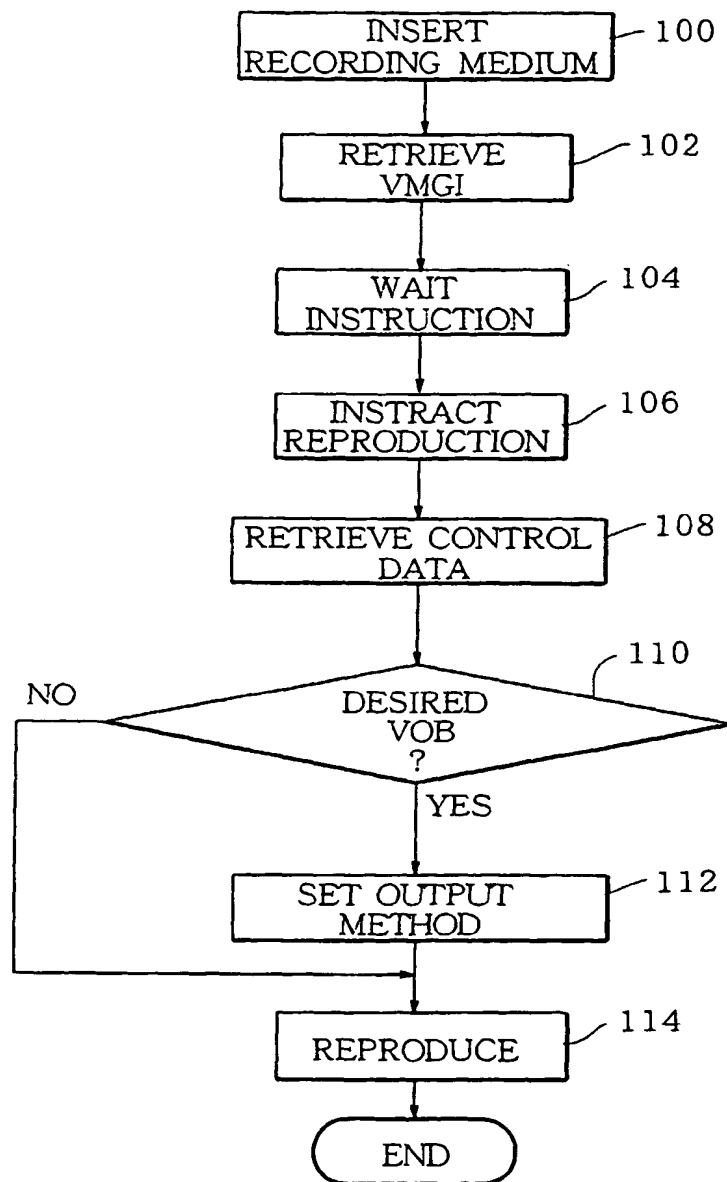 INSERT
RECORDING MEDIUM
100
RETRIEVE
VMGI
102
WAIT
INSTRUCTION
104
INSTRACT
REPRODUCTION
106
RETRIEVE CONTROL
DATA
108
110
NO
DESIRED
VOB
?
YES
SET OUTPUT
METHOD
112
REPRODUCE
114
END